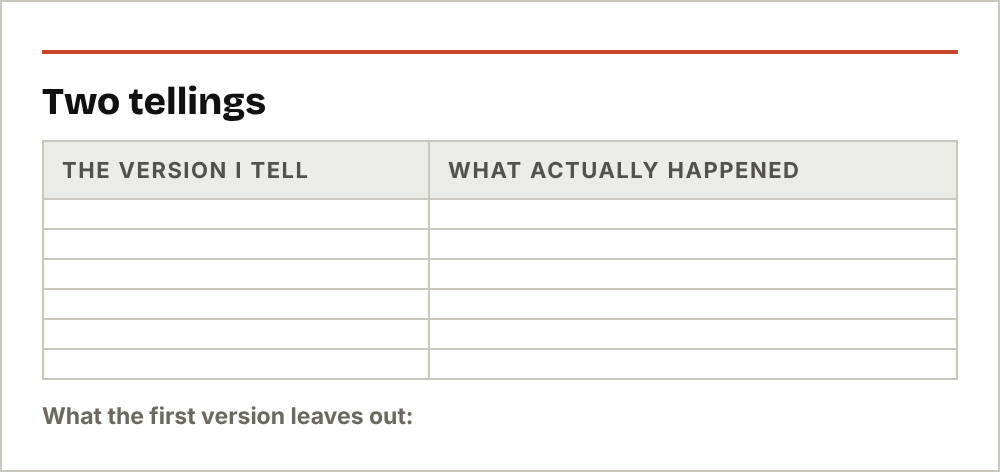 Two tellings
THE VERSION I TELL
WHAT ACTUALLY HAPPENED
What the first version leaves out: